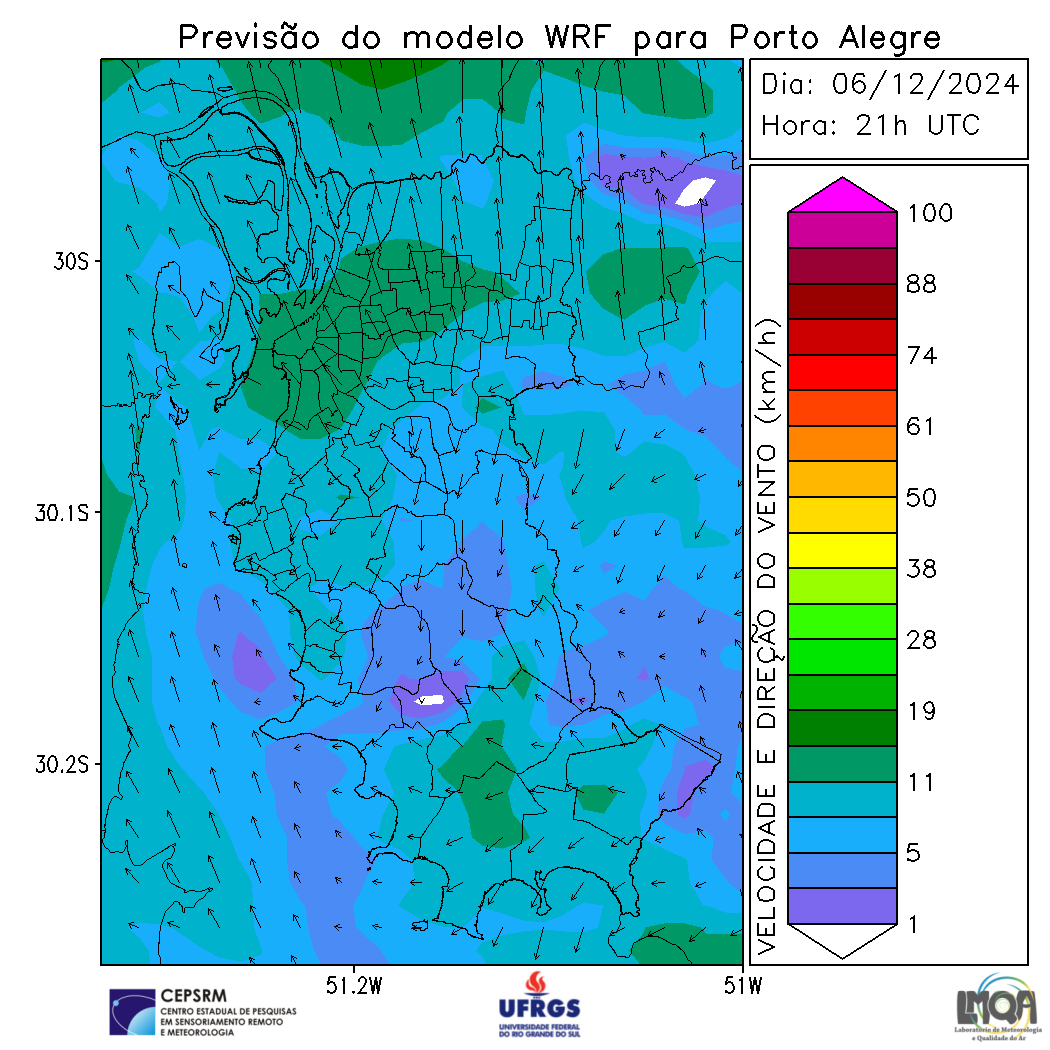 Previsão do modelo WRF para Porto Alegre
Dia: 06/12/2024
Hora: 21h UTC
30S
30.1S
30.2S
51.2W
51W
VELOCIDADE E DIREÇÃO DO VENTO (km/h)
100
88
74
61
50
38
28
19
11
5
1
CEPSRM
CENTRO ESTADUAL DE PESQUISAS
EM SENSORIAMENTO REMOTO
E METEOROLOGIA
UFRGS
UNIVERSIDADE FEDERAL
DO RIO GRANDE DO SUL
LMQA
Laboratório de Meteorologia
e Qualidade do Ar